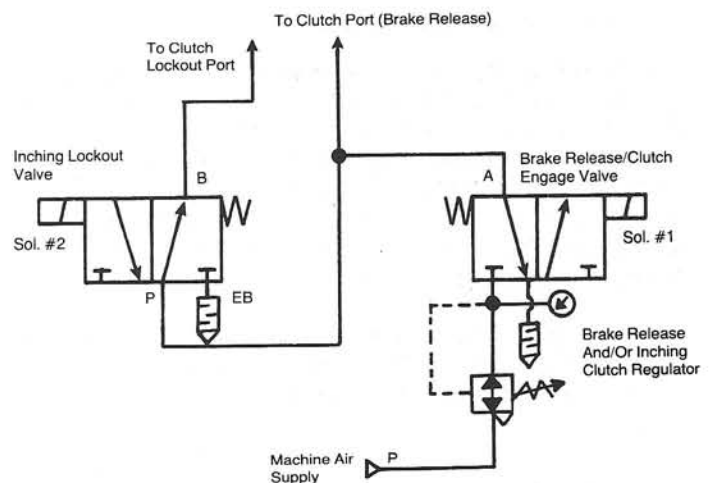 To Clutch Port (Brake Release)
To Clutch
Lockout Port
Inching Lockout
Valve
B
A
Brake Release/Clutch
Engage Valve
Sol. #2
Sol. #1
P
EB
Brake Release
And/Or Inching
Clutch Regulator
Machine Air
Supply
P